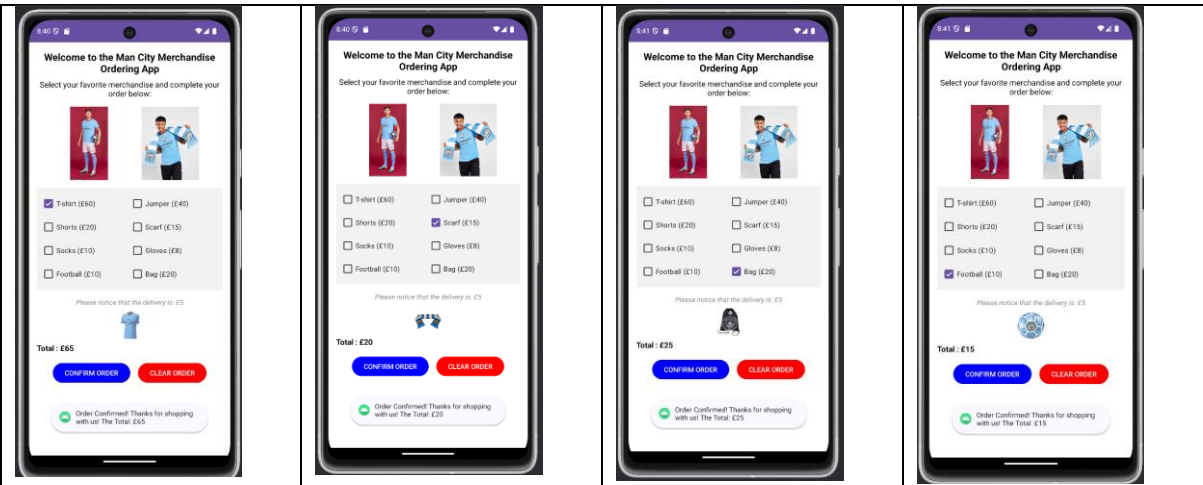 8:40
Welcome to the Man City Merchandise
Ordering App
Select your favorite merchandise and complete your
order below:
T-shirt (£60)
Jumper (£40)
Shorts (£20)
Scarf (£15)
Socks (£10)
Gloves (£8)
Football (£10)
Bag (£20)
Please notice that the delivery is: £5
Total : £65
CONFIRM ORDER
CLEAR ORDER
Order Confirmed! Thanks for shopping
with us! The Total: £65
8:40
Welcome to the Man City Merchandise
Ordering App
Select your favorite merchandise and complete your
order below:
T-shirt (£60)
Jumper (£40)
Shorts (£20)
Scarf (£15)
Socks (£10)
Gloves (£8)
Football (£10)
Bag (£20)
Please notice that the delivery is: £5
Total : £20
CONFIRM ORDER
CLEAR ORDER
Order Confirmed! Thanks for shopping
with us! The Total: £20
8:41
Welcome to the Man City Merchandise
Ordering App
Select your favorite merchandise and complete your
order below:
T-shirt (£60)
Jumper (£40)
Shorts (£20)
Scarf (£15)
Socks (£10)
Gloves (£8)
Football (£10)
Bag (£20)
Please notice that the delivery is: £5
Total : £25
CONFIRM ORDER
CLEAR ORDER
Order Confirmed! Thanks for shopping
with us! The Total: £25
8:41
Welcome to the Man City Merchandise
Ordering App
Select your favorite merchandise and complete your
order below:
T-shirt (£60)
Jumper (£40)
Shorts (£20)
Scarf (£15)
Socks (£10)
Gloves (£8)
Football (£10)
Bag (£20)
Please notice that the delivery is: £5
Total : £15
CONFIRM ORDER
CLEAR ORDER
Order Confirmed! Thanks for shopping
with us! The Total: £15